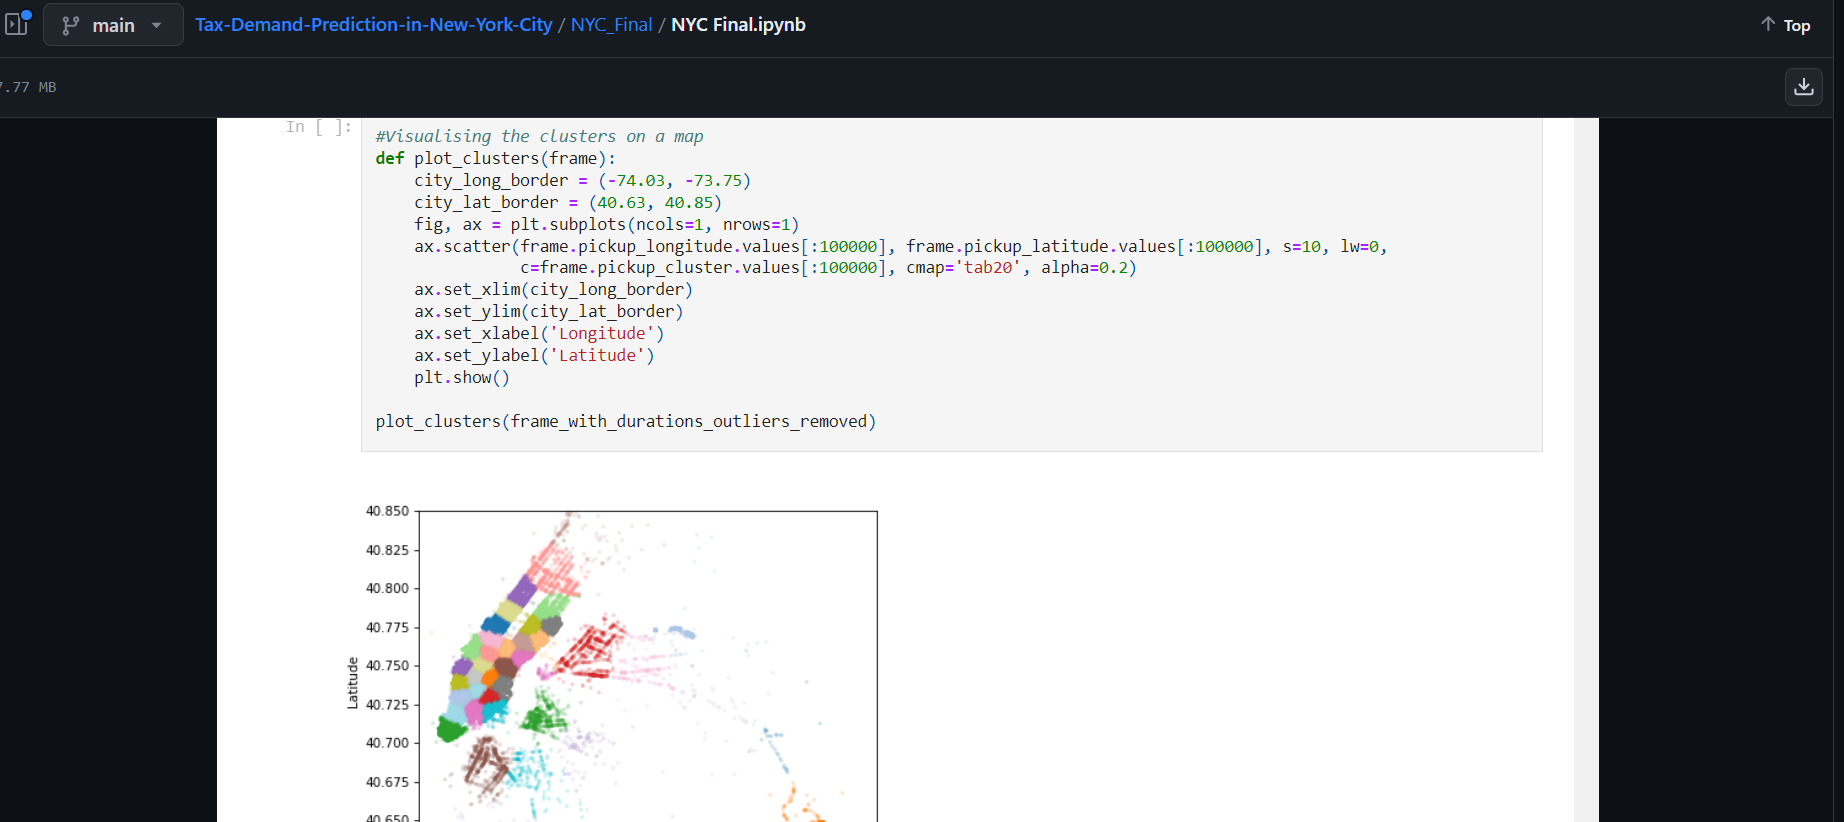 main
Tax-Demand-Prediction-in-New-York-City / NYC_Final / NYC Final.ipynb
Top
7.77 MB
In [ ]:
#Visualising the clusters on a map
def plot_clusters(frame):
    city_long_border = (-74.03, -73.75)
    city_lat_border = (40.63, 40.85)
    fig, ax = plt.subplots(ncols=1, nrows=1)
    ax.scatter(frame.pickup_longitude.values[:100000], frame.pickup_latitude.values[:100000], s=10, lw=0,
               c=frame.pickup_cluster.values[:100000], cmap='tab20', alpha=0.2)
    ax.set_xlim(city_long_border)
    ax.set_ylim(city_lat_border)
    ax.set_xlabel('Longitude')
    ax.set_ylabel('Latitude')
    plt.show()
plot_clusters(frame_with_durations_outliers_removed)
40.850
40.825
40.800
40.775
40.750
40.725
40.700
40.675
40.650
Latitude